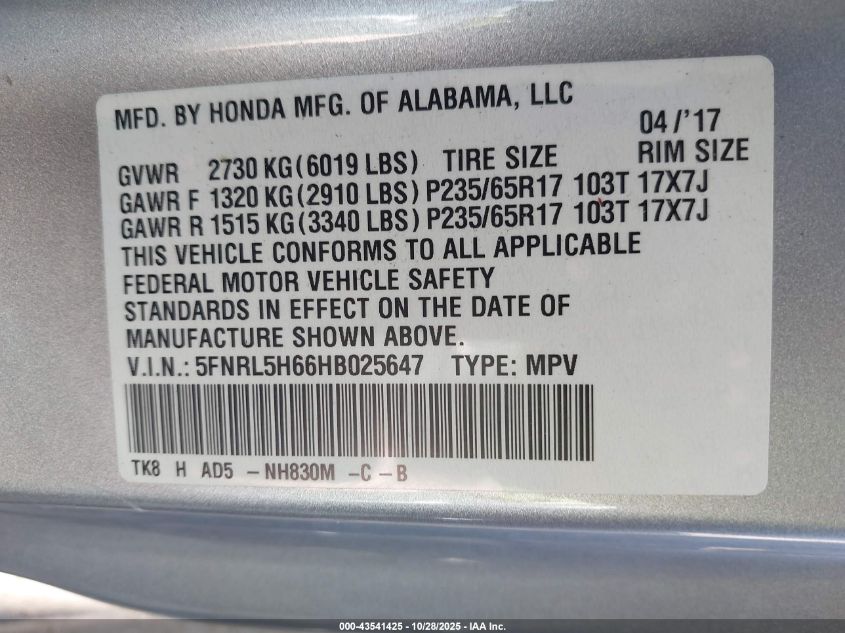 MFD. BY HONDA MFG. OF ALABAMA, LLC
04/'17
GVWR 2730 KG(6019 LBS) TIRE SIZE RIM SIZE
GAWR F 1320 KG(2910 LBS) P235/65R17 103T 17X7J
GAWR R 1515 KG(3340 LBS) P235/65R17 103T 17X7J
THIS VEHICLE CONFORMS TO ALL APPLICABLE
FEDERAL MOTOR VEHICLE SAFETY
STANDARDS IN EFFECT ON THE DATE OF
MANUFACTURE SHOWN ABOVE.
V.I.N.: 5FNRL5H66HB025647 TYPE: MPV
TK8 H AD5 -NH830M -C -B
000-43541425 - 10/28/2025 - IAA Inc.